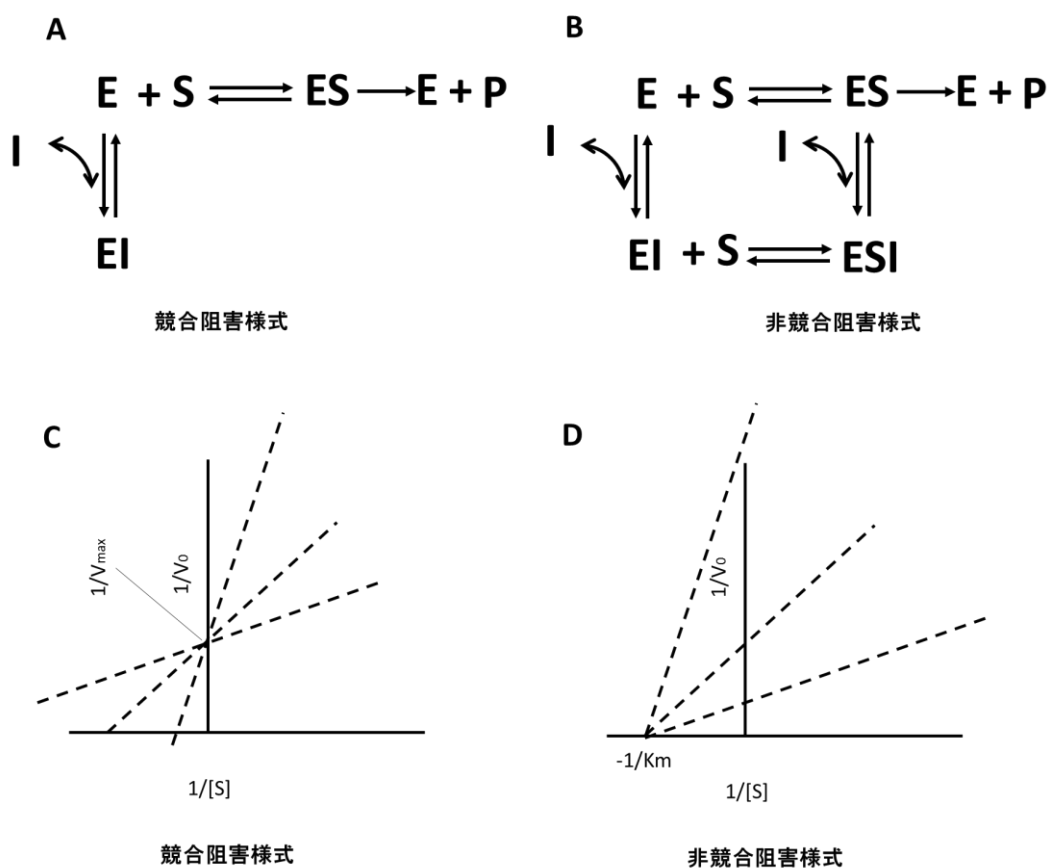 A
E + S ES E + P
I
EI
競合阻害様式
B
E + S ES E + P
I I
EI + S ESI
非競合阻害様式
C
1/Vmax
1/V0
1/[S]
競合阻害様式
D
1/V0
-1/Km
1/[S]
非競合阻害様式